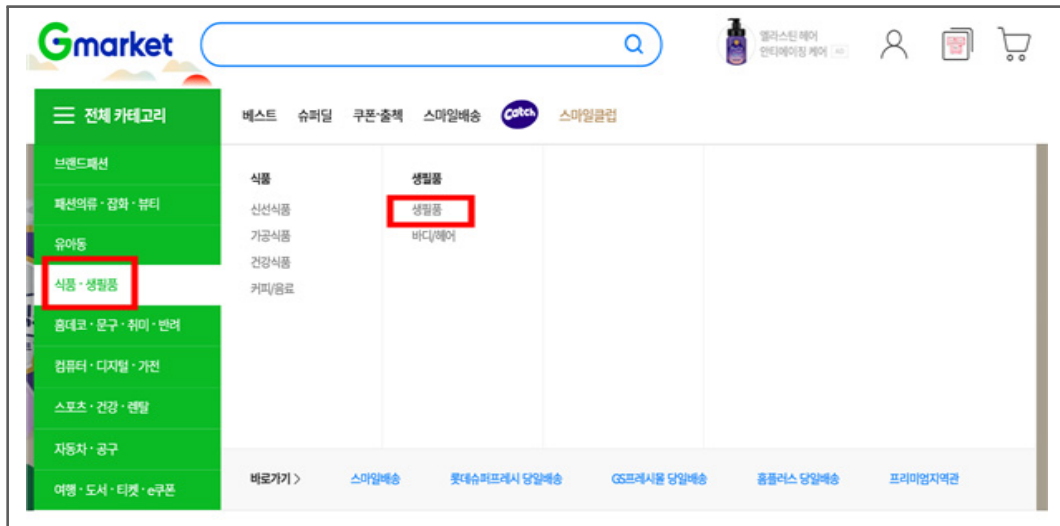 Gmarket
엘라스틴 헤어
안티에이징 케어 AD
전체 카테고리
베스트 슈퍼딜 쿠폰·출첵 스마일배송 Catch 스마일클럽
브랜드패션
패션의류 · 잡화 · 뷰티
유아동
식품 · 생필품
홈데코 · 문구 · 취미 · 반려
컴퓨터 · 디지털 · 가전
스포츠 · 건강 · 렌탈
자동차 · 공구
여행 · 도서 · 티켓 · e쿠폰
식품
신선식품
가공식품
건강식품
커피/음료
생필품
생필품
바디/헤어
바로가기 > 스마일배송 롯데슈퍼프레시 당일배송 GS프레시몰 당일배송 홈플러스 당일배송 프리미엄지역관